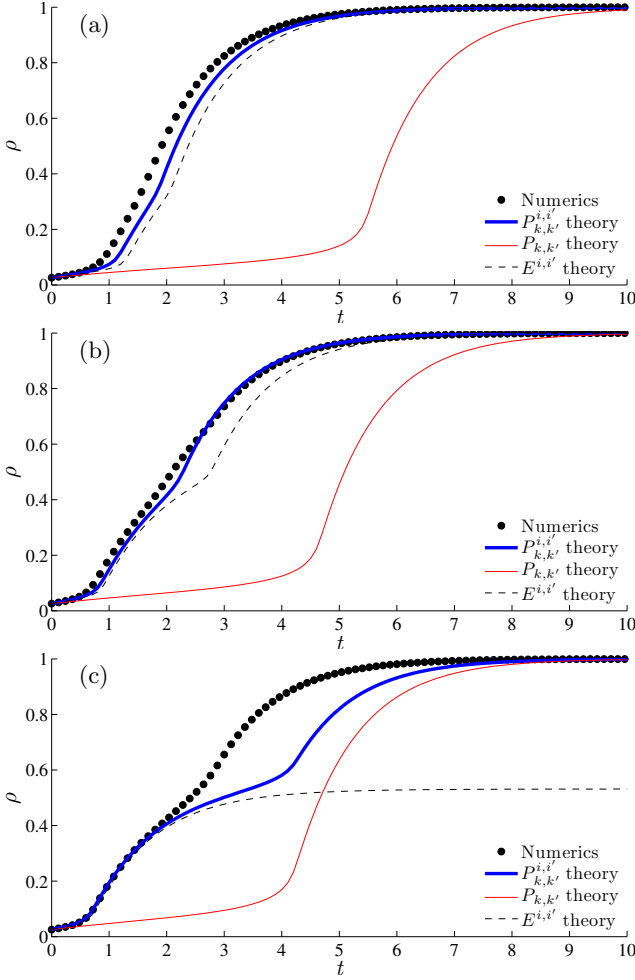 (a)
1
0.8
0.6
0.4
0.2
0
ρ
Numerics
P_{k,k'}^{i,i'} theory
P_{k,k'} theory
E^{i,i'} theory
0 1 2 3 4 5 6 7 8 9 10
t
(b)
1
0.8
0.6
0.4
0.2
0
ρ
Numerics
P_{k,k'}^{i,i'} theory
P_{k,k'} theory
E^{i,i'} theory
0 1 2 3 4 5 6 7 8 9 10
t
(c)
1
0.8
0.6
0.4
0.2
0
ρ
Numerics
P_{k,k'}^{i,i'} theory
P_{k,k'} theory
E^{i,i'} theory
0 1 2 3 4 5 6 7 8 9 10
t